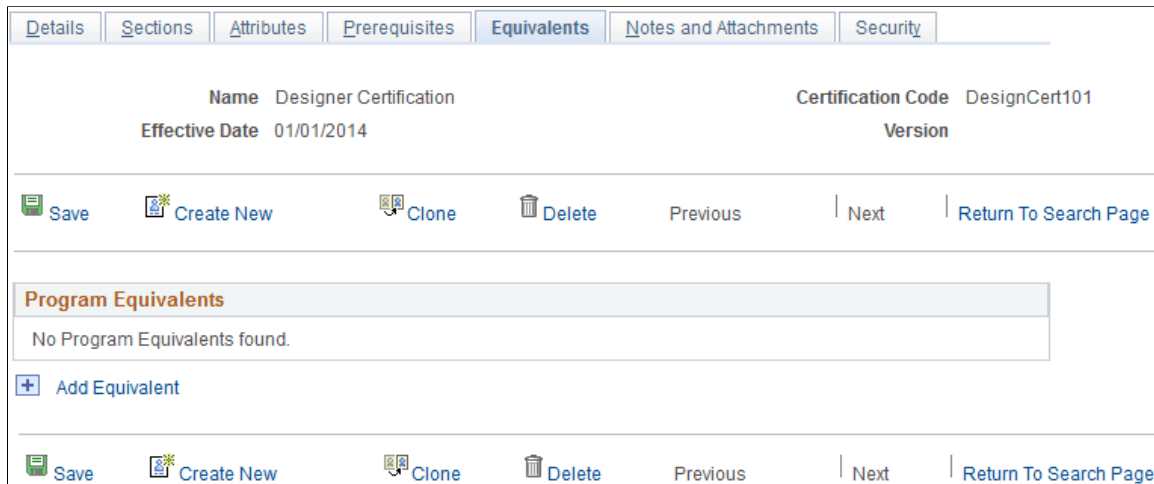 Details Sections Attributes Prerequisites Equivalents Notes and Attachments Security
Name Designer Certification Certification Code DesignCert101
Effective Date 01/01/2014 Version
Save Create New Clone Delete Previous Next Return To Search Page
Program Equivalents
No Program Equivalents found.
Add Equivalent
Save Create New Clone Delete Previous Next Return To Search Page